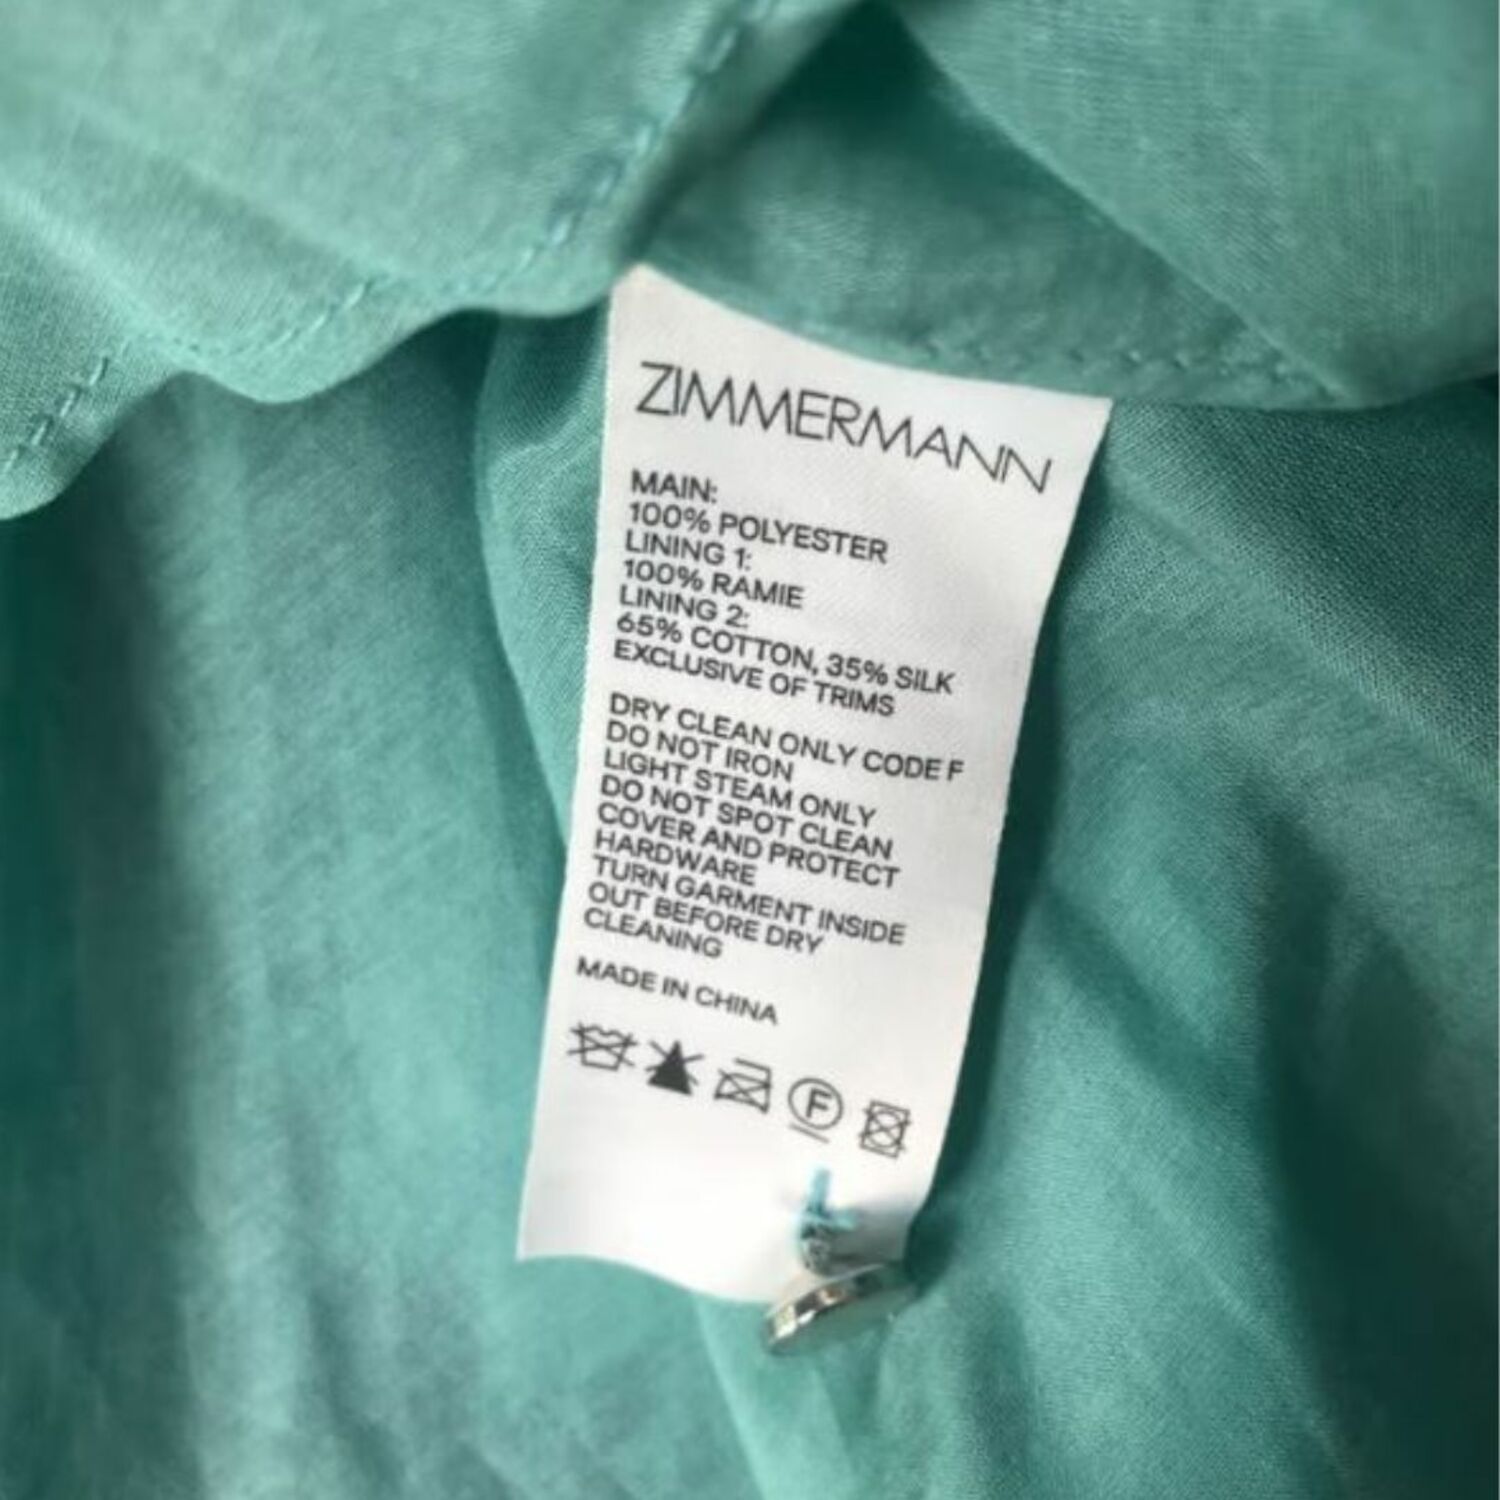 ZIMMERMANN
MAIN:
100% POLYESTER
LINING 1:
100% RAMIE
LINING 2:
65% COTTON, 35% SILK
EXCLUSIVE OF TRIMS
DRY CLEAN ONLY CODE F
DO NOT IRON
LIGHT STEAM ONLY
DO NOT SPOT CLEAN
COVER AND PROTECT
HARDWARE
TURN GARMENT INSIDE
OUT BEFORE DRY
CLEANING
MADE IN CHINA
F